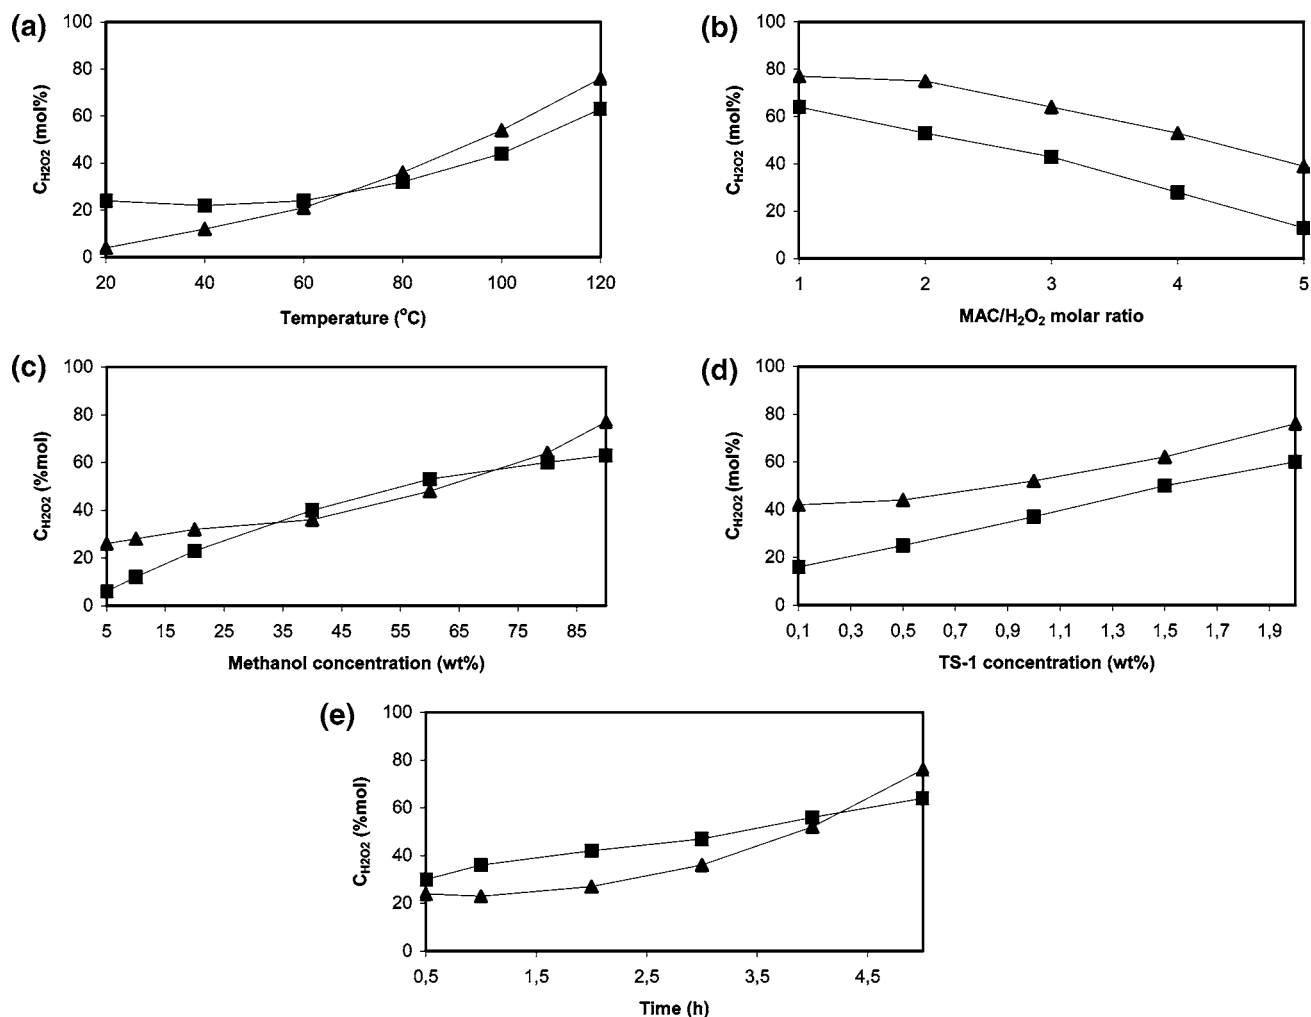 (a)
100
80
60
40
20
0
C_H2O2 (mol%)
20 40 60 80 100 120
Temperature (°C)
(b)
100
80
60
40
20
0
C_H2O2 (mol%)
1 2 3 4 5
MAC/H₂O₂ molar ratio
(c)
100
80
60
40
20
0
C_H2O2 (%mol)
5 15 25 35 45 55 65 75 85
Methanol concentration (wt%)
(d)
100
80
60
40
20
0
C_H2O2 (mol%)
0,1 0,3 0,5 0,7 0,9 1,1 1,3 1,5 1,7 1,9
TS-1 concentration (wt%)
(e)
100
80
60
40
20
0
C_H2O2 (%mol)
0,5 1,5 2,5 3,5 4,5
Time (h)